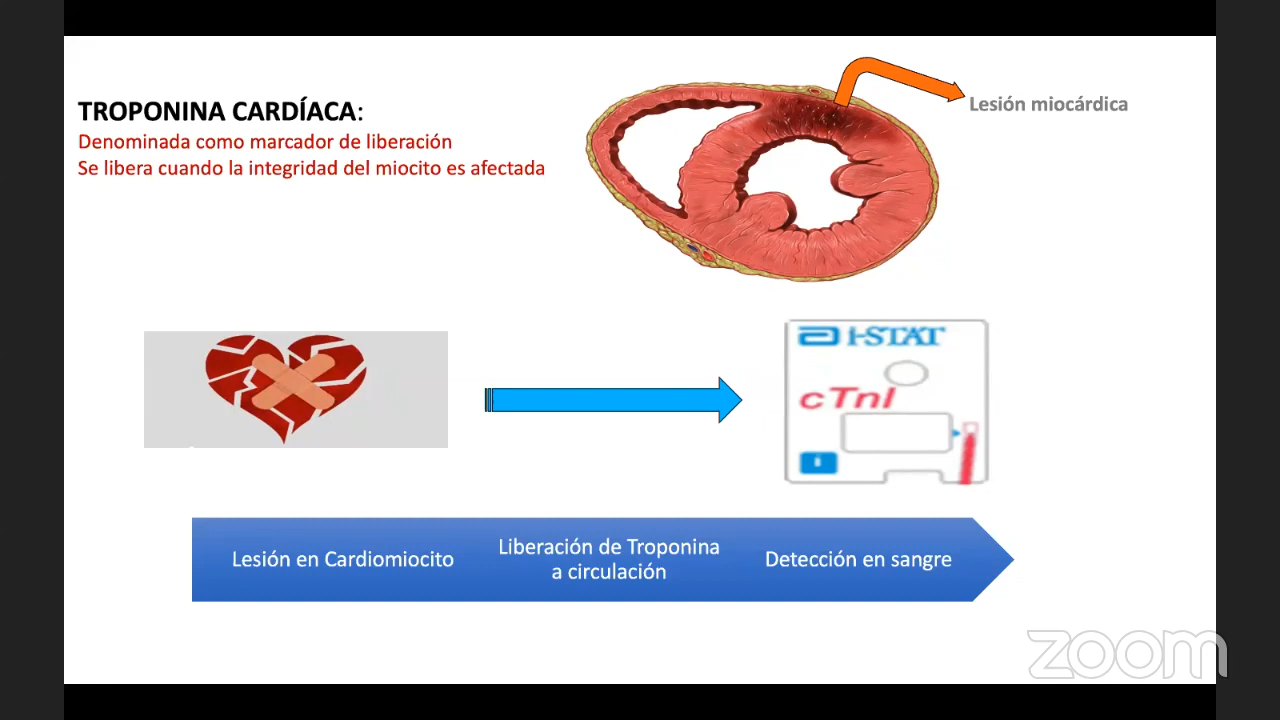 TROPONINA CARDÍACA:
Denominada como marcador de liberación
Se libera cuando la integridad del miocito es afectada
Lesión miocárdica
i-STAT
cTnI
Lesión en Cardiomiocito
Liberación de Troponina
a circulación
Detección en sangre
zoom